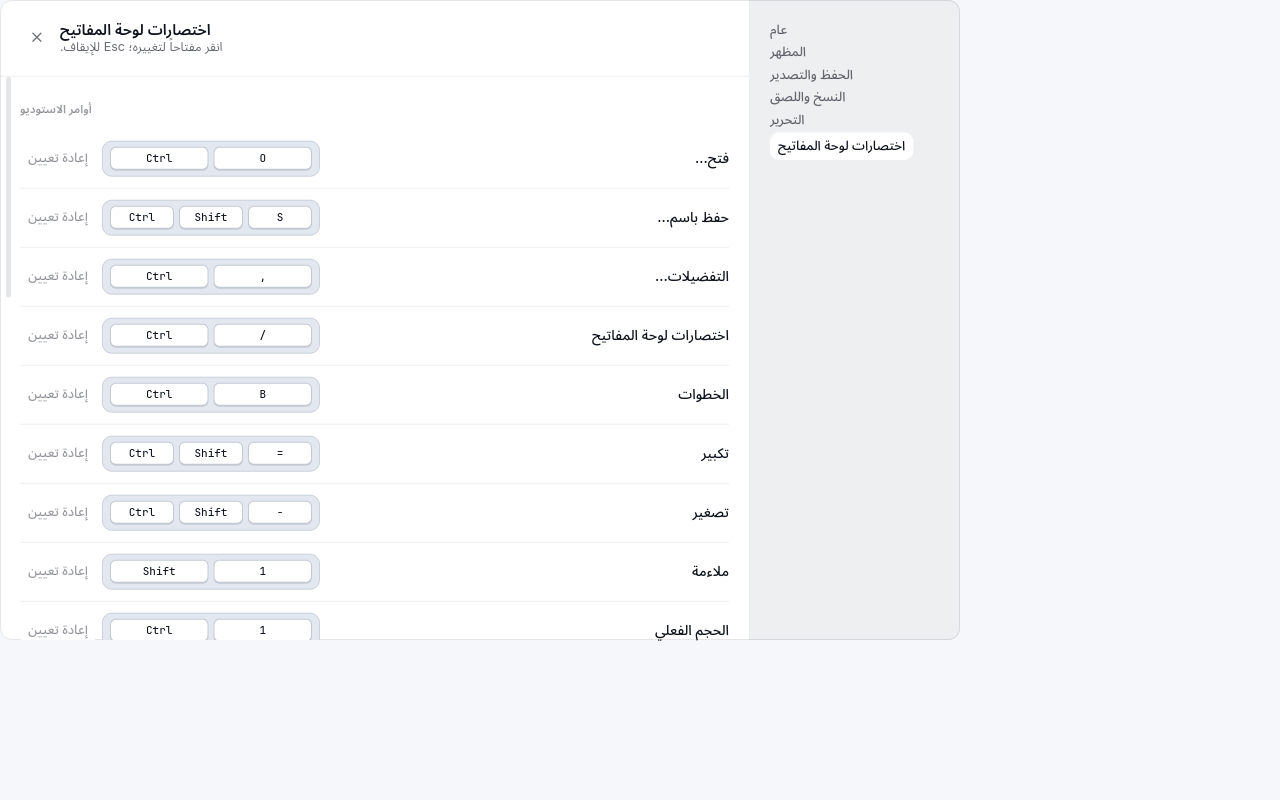 عام
المظهر
الحفظ والتصدير
النسخ واللصق
التحرير
اختصارات لوحة المفاتيح
اختصارات لوحة المفاتيح
انقر مفتاحاً لتغييره؛ Esc للإيقاف.
أوامر الاستوديو
فتح... Ctrl O إعادة تعيين
حفظ باسم... Ctrl Shift S إعادة تعيين
التفضيلات... Ctrl , إعادة تعيين
اختصارات لوحة المفاتيح Ctrl / إعادة تعيين
الخطوات Ctrl B إعادة تعيين
تكبير Ctrl Shift = إعادة تعيين
تصغير Ctrl Shift - إعادة تعيين
ملاءمة Shift 1 إعادة تعيين
الحجم الفعلي Ctrl 1 إعادة تعيين